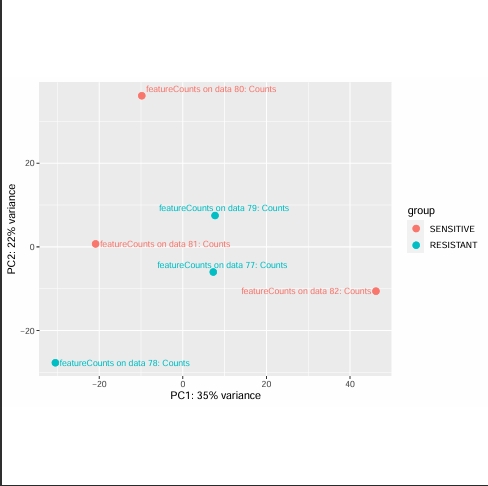 featureCounts on data 80: Counts
20
featureCounts on data 79: Counts
group
SENSITIVE
RESISTANT
PC2: 22% variance
0
featureCounts on data 81: Counts
featureCounts on data 77: Counts
featureCounts on data 82: Counts
−20
featureCounts on data 78: Counts
−20 0 20 40
PC1: 35% variance